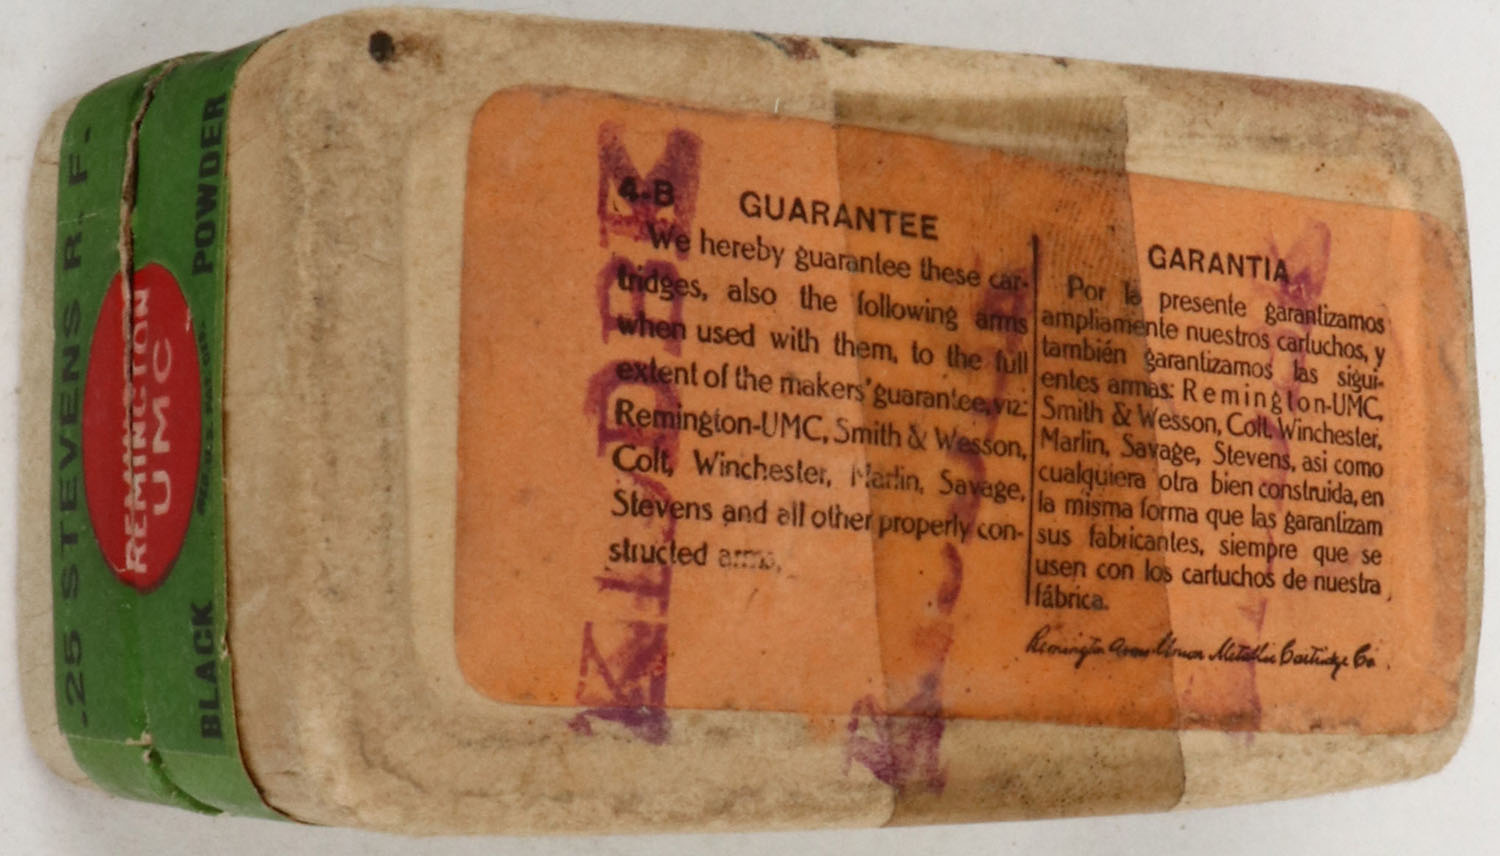 .25 STEVENS R. F.
REMINGTON
UMC
BLACK POWDER
4-B
GUARANTEE
We hereby guarantee these car-
tridges, also the following arms
when used with them, to the full
extent of the makers' guarantee, viz:
Remington-UMC, Smith & Wesson,
Colt, Winchester, Marlin, Savage,
Stevens and all other properly con-
structed arms.
GARANTIA
Por la presente garantizamos
ampliamente nuestros cartuchos, y
también garantizamos las sigui-
entes armas: Remington-UMC,
Smith & Wesson, Colt, Winchester,
Marlin, Savage, Stevens, asi como
cualquiera otra bien construida, en
la misma forma que las garantizam
sus fabricantes, siempre que se
usen con los cartuchos de nuestra
fábrica.
Remington Arms Union Metallic Cartridge Co.